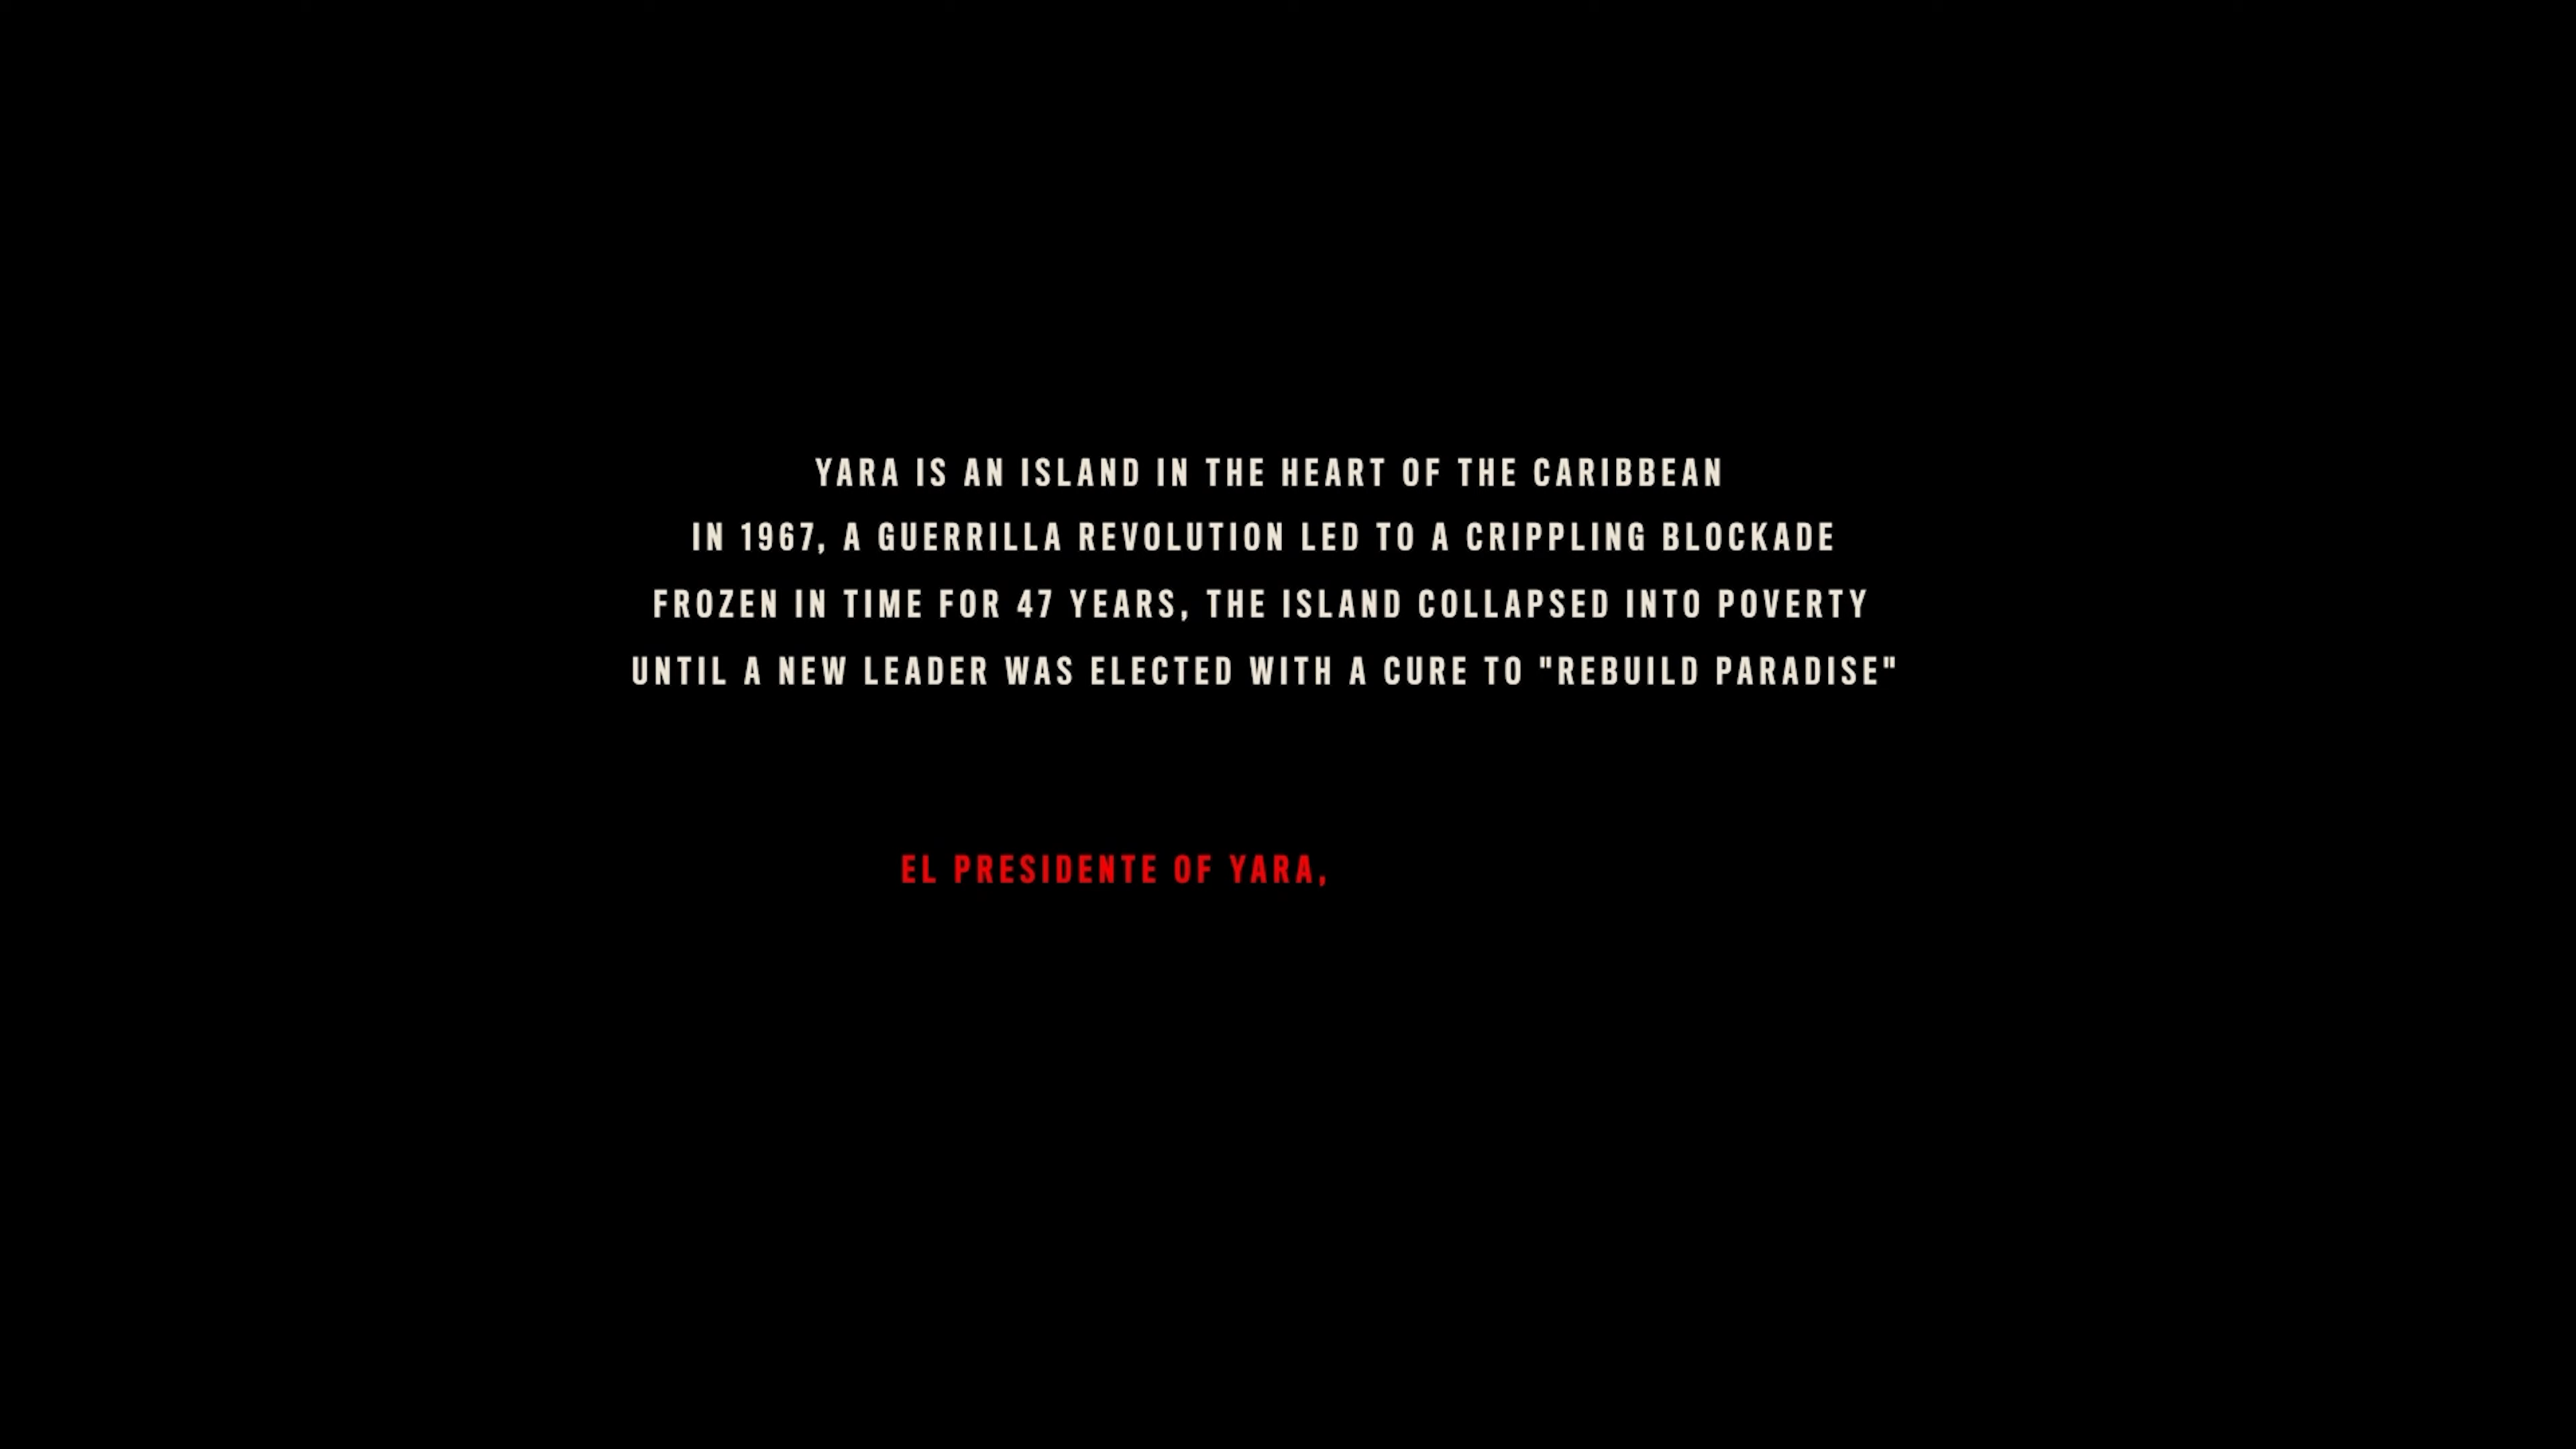 YARA IS AN ISLAND IN THE HEART OF THE CARIBBEAN
IN 1967, A GUERRILLA REVOLUTION LED TO A CRIPPLING BLOCKADE
FROZEN IN TIME FOR 47 YEARS, THE ISLAND COLLAPSED INTO POVERTY
UNTIL A NEW LEADER WAS ELECTED WITH A CURE TO "REBUILD PARADISE"
EL PRESIDENTE OF YARA,